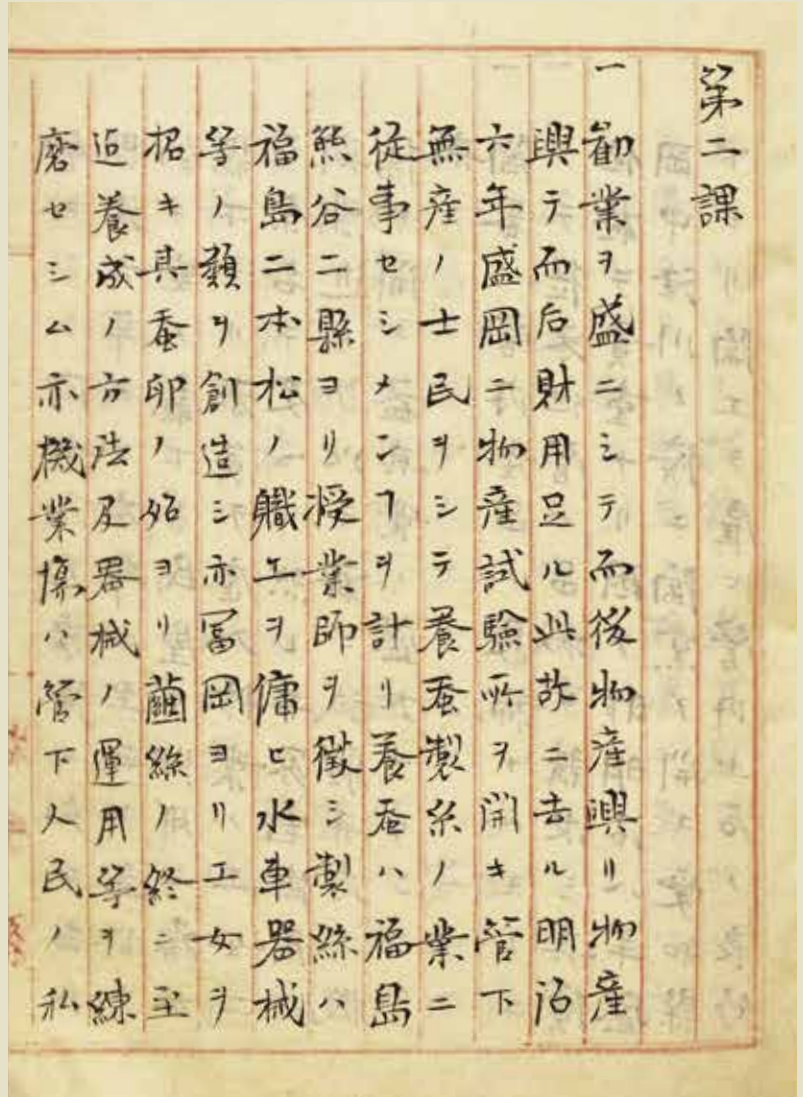 第二課
一 勧業ヲ盛ニシテ而後物産興リ物産
興テ而后財用足ル此故ニ去ル明治
六年盛岡ニ物産試験所ヲ開キ管下
無産ノ士民ヲシテ養蚕製糸ノ業ニ
従事セシメンヿヲ計リ養蚕ハ福島
熊谷二縣ヨリ授業師ヲ徴シ製絲ハ
福島二本松ノ職工ヲ傭ヒ水車器械
等ノ類ヲ創造シ亦冨岡ヨリ工女ヲ
招キ其蚕卵ノ始ヨリ繭絲ノ終ニ至
迠養成ノ方法及器械ノ運用等ヲ練
磨セシム亦機業場ハ管下人民ノ私